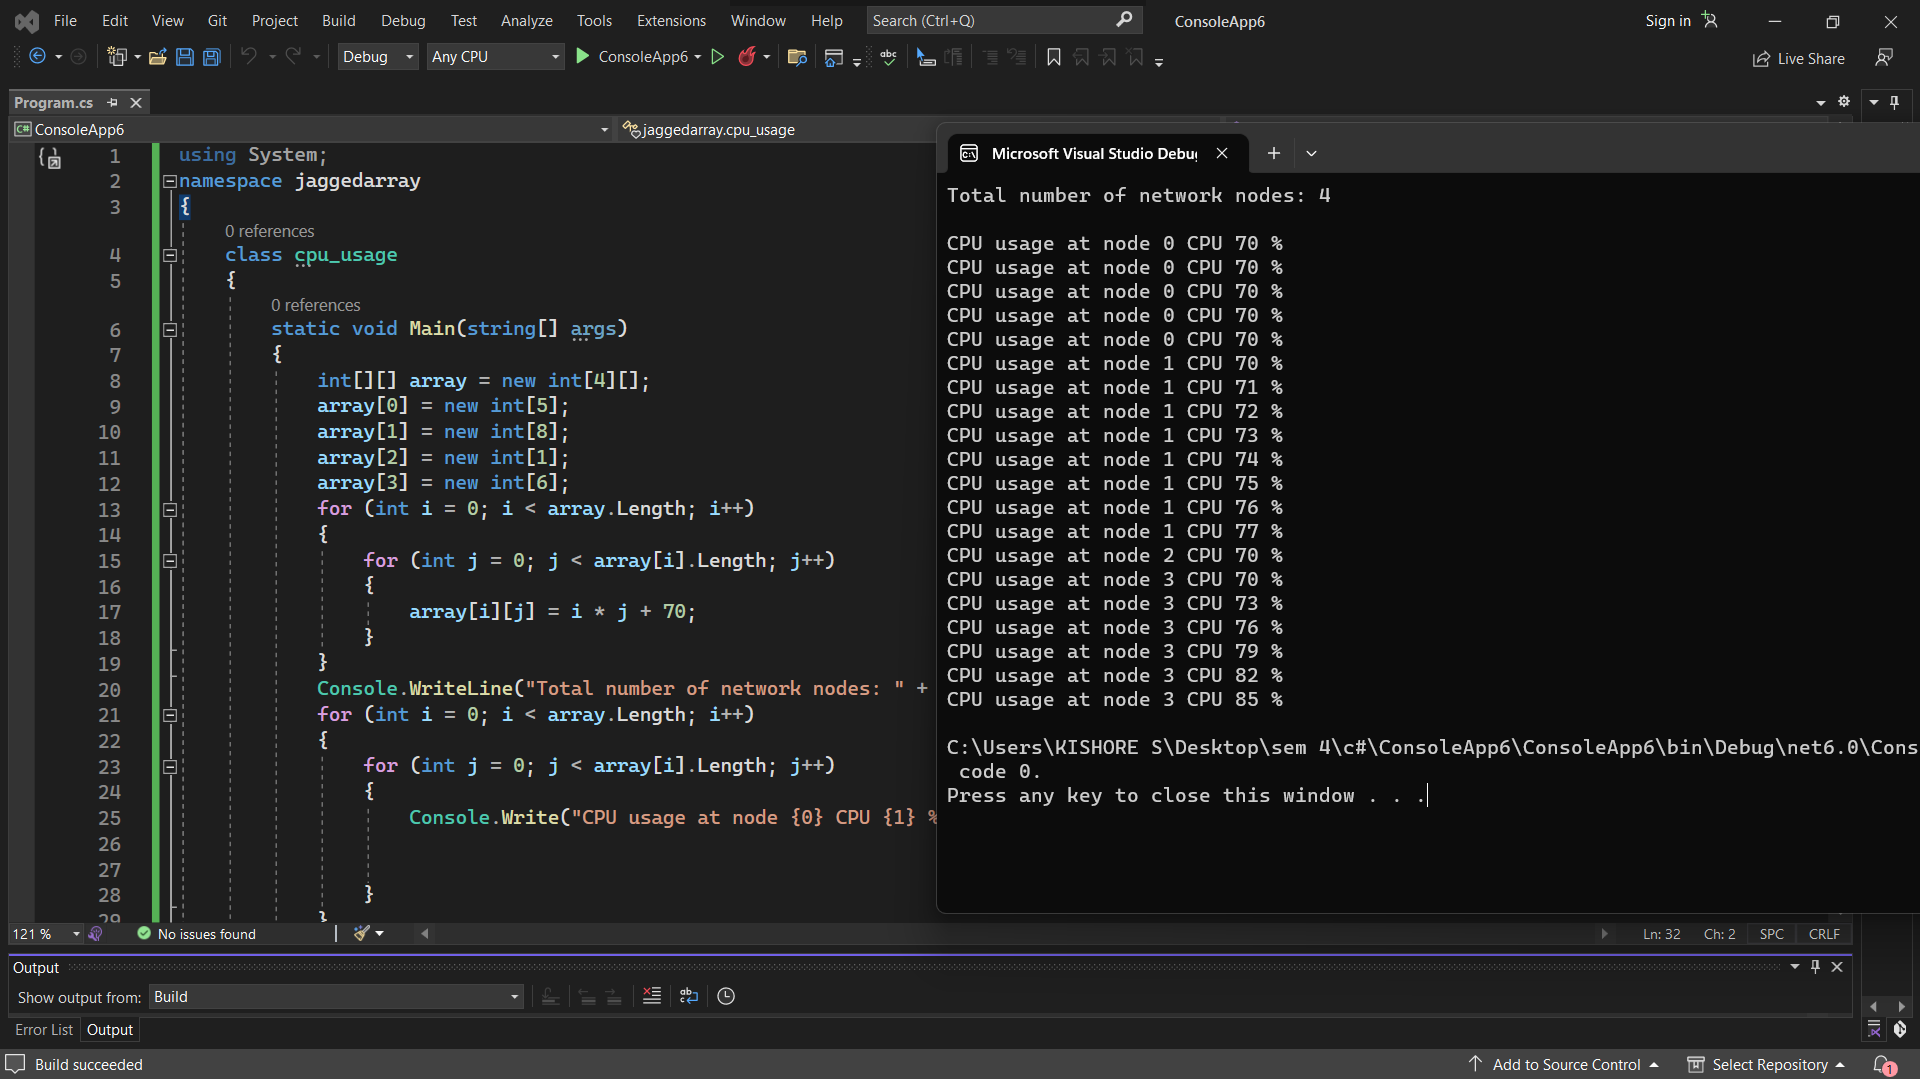 File Edit View Git Project Build Debug Test Analyze Tools Extensions Window Help Search (Ctrl+Q) ConsoleApp6 Sign in
Debug Any CPU ConsoleApp6 Live Share
Program.cs
C# ConsoleApp6 jaggedarray.cpu_usage
1 using System;
2 namespace jaggedarray
3 {
0 references
4 class cpu_usage
5 {
0 references
6 static void Main(string[] args)
7 {
8 int[][] array = new int[4][];
9 array[0] = new int[5];
10 array[1] = new int[8];
11 array[2] = new int[1];
12 array[3] = new int[6];
13 for (int i = 0; i < array.Length; i++)
14 {
15 for (int j = 0; j < array[i].Length; j++)
16 {
17 array[i][j] = i * j + 70;
18 }
19 }
20 Console.WriteLine("Total number of network nodes: " +
21 for (int i = 0; i < array.Length; i++)
22 {
23 for (int j = 0; j < array[i].Length; j++)
24 {
25 Console.Write("CPU usage at node {0} CPU {1} %
26
27
28 }
29 }
Microsoft Visual Studio Debug
Total number of network nodes: 4
CPU usage at node 0 CPU 70 %
CPU usage at node 0 CPU 70 %
CPU usage at node 0 CPU 70 %
CPU usage at node 0 CPU 70 %
CPU usage at node 0 CPU 70 %
CPU usage at node 1 CPU 70 %
CPU usage at node 1 CPU 71 %
CPU usage at node 1 CPU 72 %
CPU usage at node 1 CPU 73 %
CPU usage at node 1 CPU 74 %
CPU usage at node 1 CPU 75 %
CPU usage at node 1 CPU 76 %
CPU usage at node 1 CPU 77 %
CPU usage at node 2 CPU 70 %
CPU usage at node 3 CPU 70 %
CPU usage at node 3 CPU 73 %
CPU usage at node 3 CPU 76 %
CPU usage at node 3 CPU 79 %
CPU usage at node 3 CPU 82 %
CPU usage at node 3 CPU 85 %
C:\Users\KISHORE S\Desktop\sem 4\c#\ConsoleApp6\ConsoleApp6\bin\Debug\net6.0\Cons
code 0.
Press any key to close this window . . .
121 % No issues found Ln: 32 Ch: 2 SPC CRLF
Output
Show output from: Build
Error List Output
Build succeeded Add to Source Control Select Repository 1